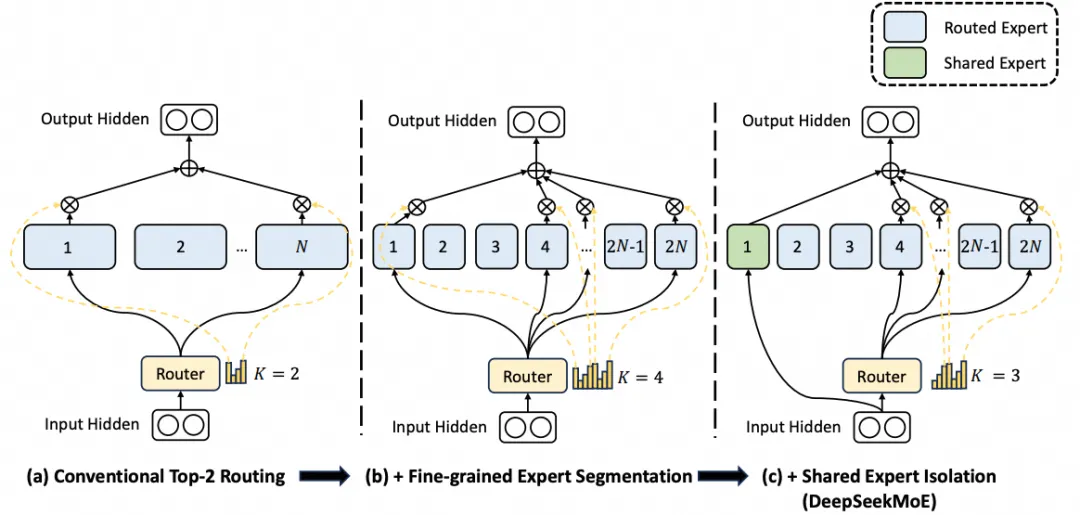 Routed Expert
Shared Expert
Output Hidden
1
2
...
N
Router
K = 2
Input Hidden
(a) Conventional Top-2 Routing
Output Hidden
1
2
3
4
...
2N-1
2N
Router
K = 4
Input Hidden
(b) + Fine-grained Expert Segmentation
Output Hidden
1
2
3
4
...
2N-1
2N
Router
K = 3
Input Hidden
(c) + Shared Expert Isolation
(DeepSeekMoE)